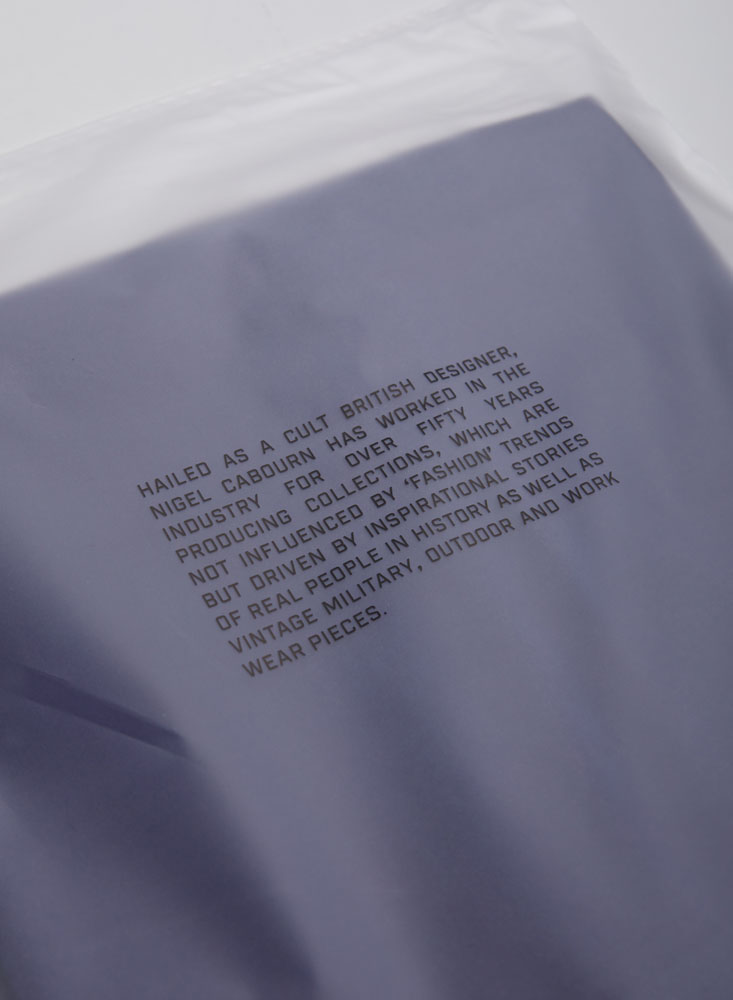 HAILED AS A CULT BRITISH DESIGNER,
NIGEL CABOURN HAS WORKED IN THE
INDUSTRY FOR OVER FIFTY YEARS
PRODUCING COLLECTIONS, WHICH ARE
NOT INFLUENCED BY ‘FASHION’ TRENDS
BUT DRIVEN BY INSPIRATIONAL STORIES
OF REAL PEOPLE IN HISTORY AS WELL AS
VINTAGE MILITARY, OUTDOOR AND WORK
WEAR PIECES.